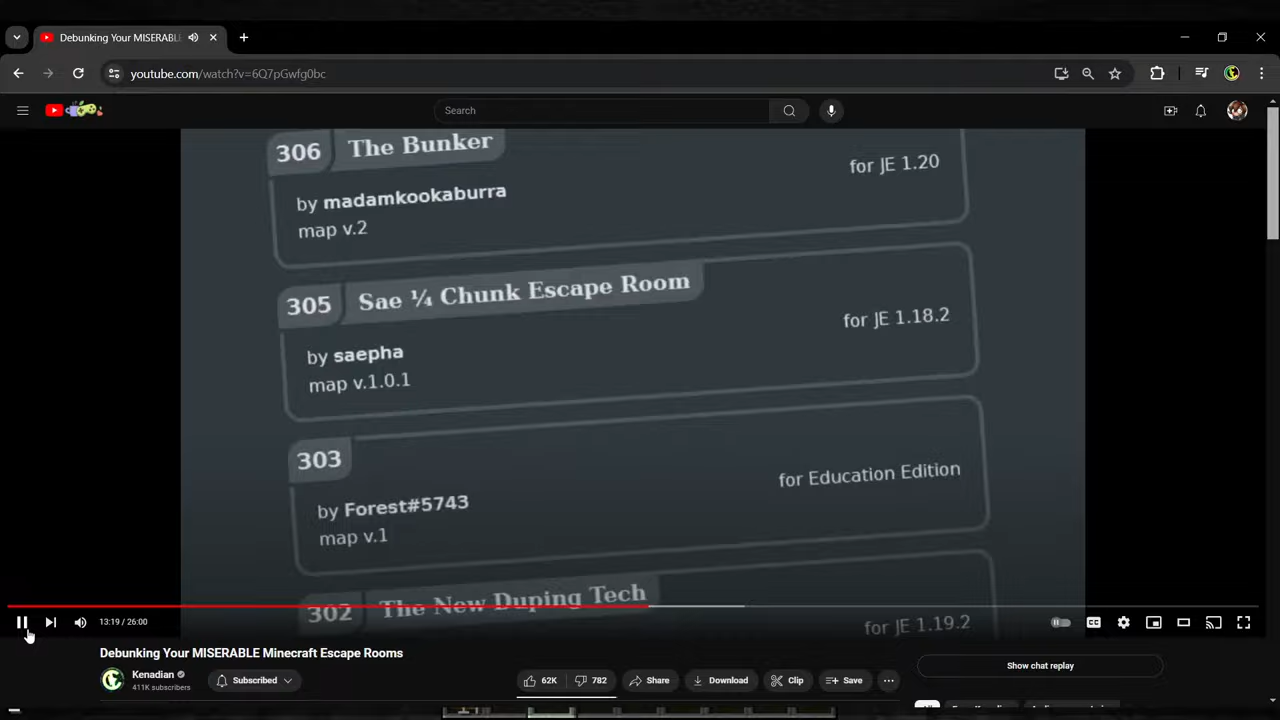 Debunking Your MISERABLE
youtube.com/watch?v=6Q7pGwfg0bc
Search
306 The Bunker
for JE 1.20
by madamkookaburra
map v.2
305 Sae ¼ Chunk Escape Room
for JE 1.18.2
by saepha
map v.1.0.1
303
for Education Edition
by Forest#5743
map v.1
302 The New Duping Tech
for JE 1.19.2
13:19 / 26:00
CC
Debunking Your MISERABLE Minecraft Escape Rooms
Kenadian
411K subscribers
Subscribed
62K
782
Share
Download
Clip
Save
Show chat replay